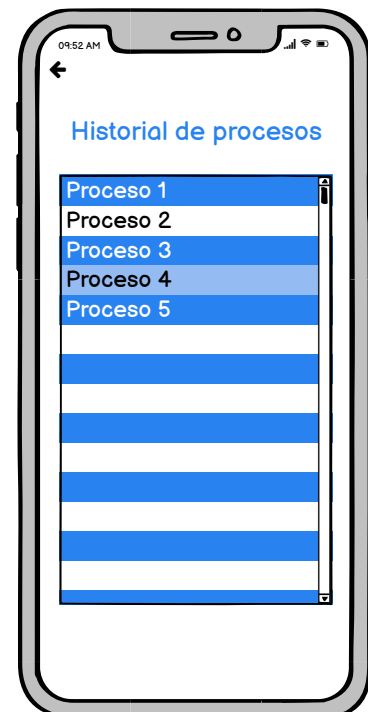 09:52 AM
Historial de procesos
Proceso 1
Proceso 2
Proceso 3
Proceso 4
Proceso 5